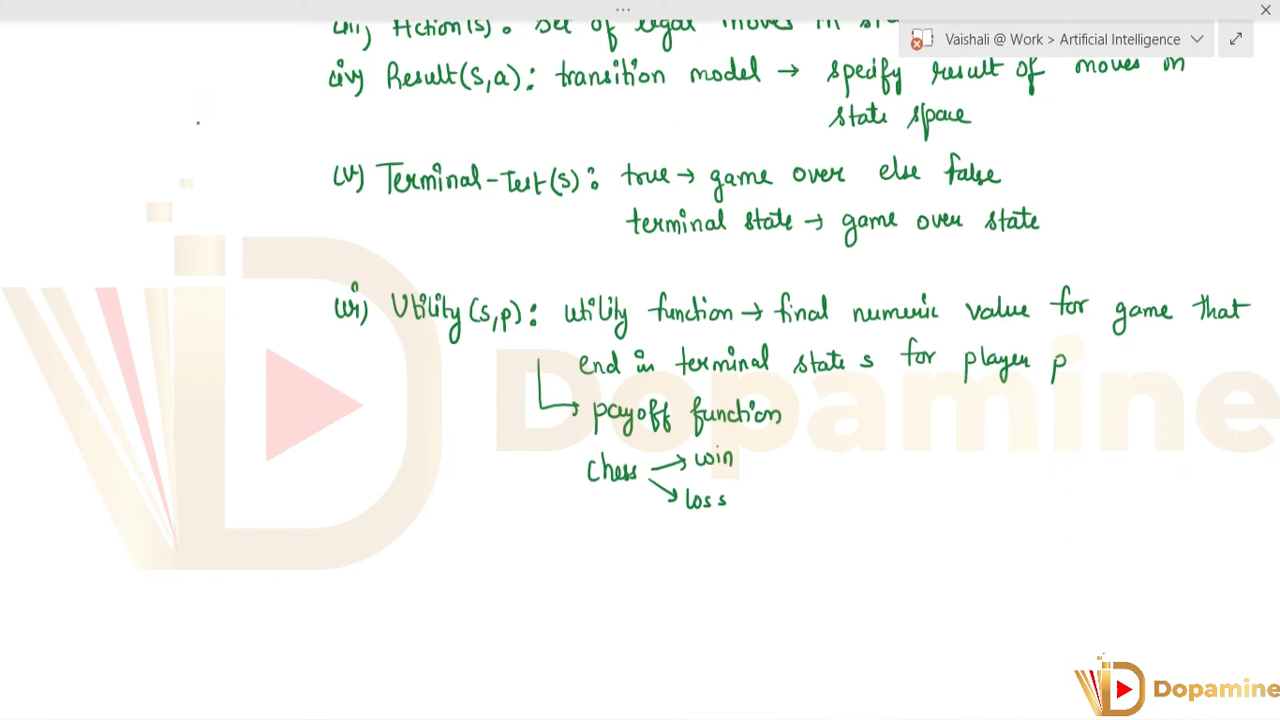 (iii) Action(s): Set of legal moves in
Vaishali @ Work > Artificial Intelligence
(iv) Result(s,a): transition model → specify result of moves in
state space
(v) Terminal-Test(s): true → game over else false
terminal state → game over state
(vi) Utility(s,p): utility function → final numeric value for game that
end in terminal state s for player p
→ payoff function
Chess → win
→ loss
Dopamine
Dopamine